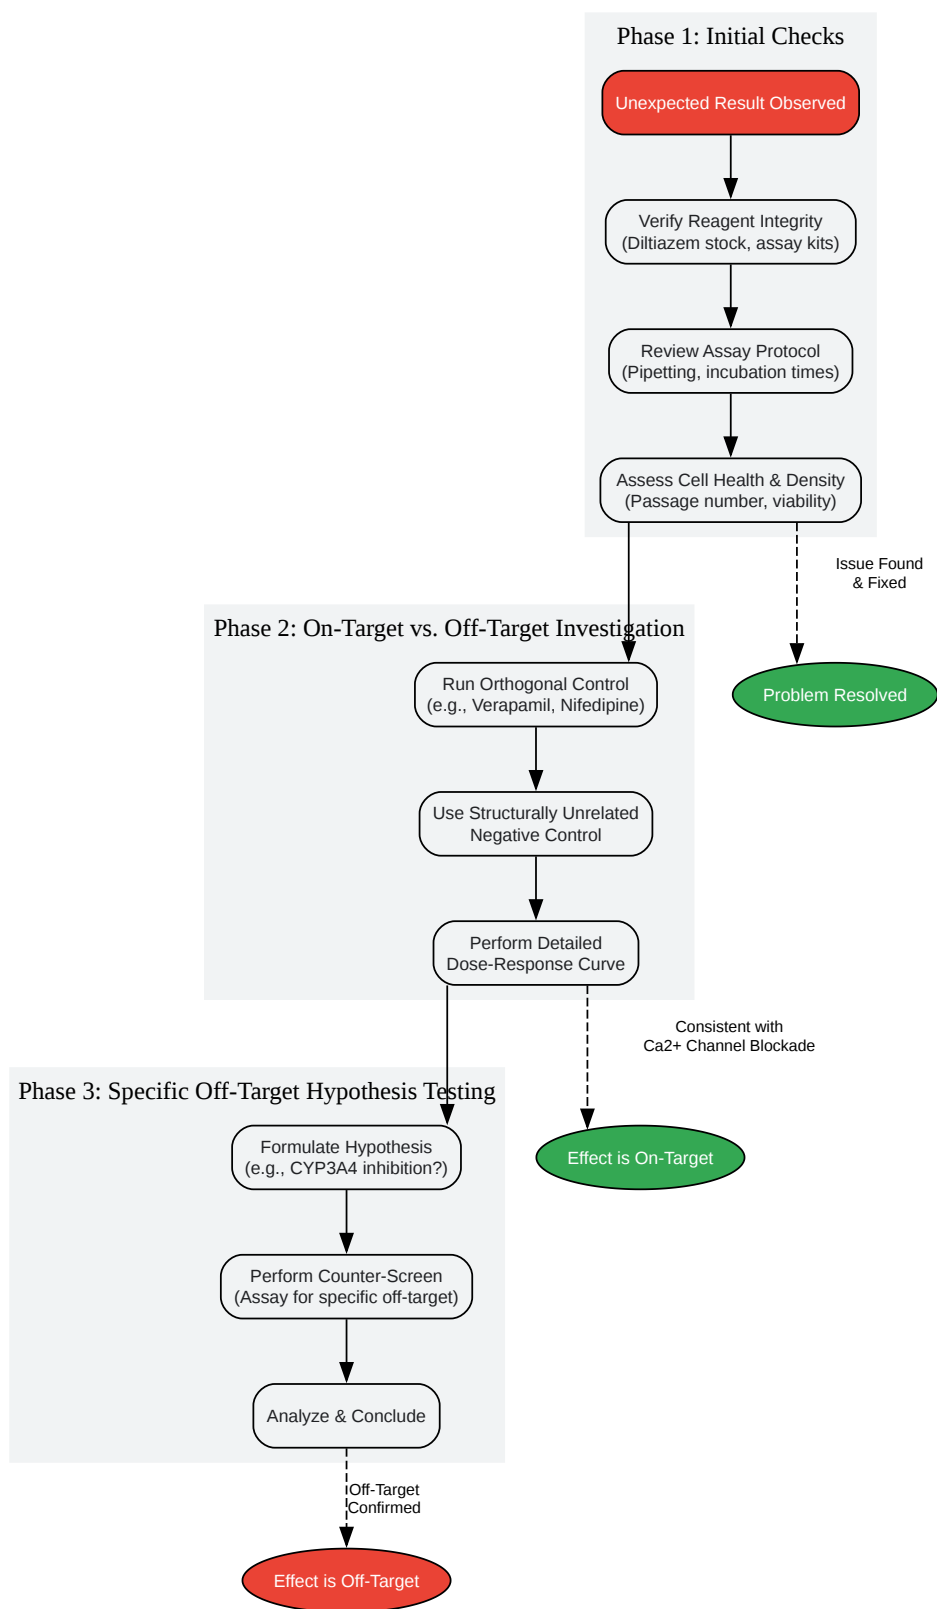 Phase 1: Initial Checks
Unexpected Result Observed
Verify Reagent Integrity
(Diltiazem stock, assay kits)
Review Assay Protocol
(Pipetting, incubation times)
Assess Cell Health & Density
(Passage number, viability)
Issue Found
& Fixed
Problem Resolved
Phase 2: On-Target vs. Off-Target Investigation
Run Orthogonal Control
(e.g., Verapamil, Nifedipine)
Use Structurally Unrelated
Negative Control
Perform Detailed
Dose-Response Curve
Consistent with
Ca2+ Channel Blockade
Effect is On-Target
Phase 3: Specific Off-Target Hypothesis Testing
Formulate Hypothesis
(e.g., CYP3A4 inhibition?)
Perform Counter-Screen
(Assay for specific off-target)
Analyze & Conclude
Off-Target
Confirmed
Effect is Off-Target